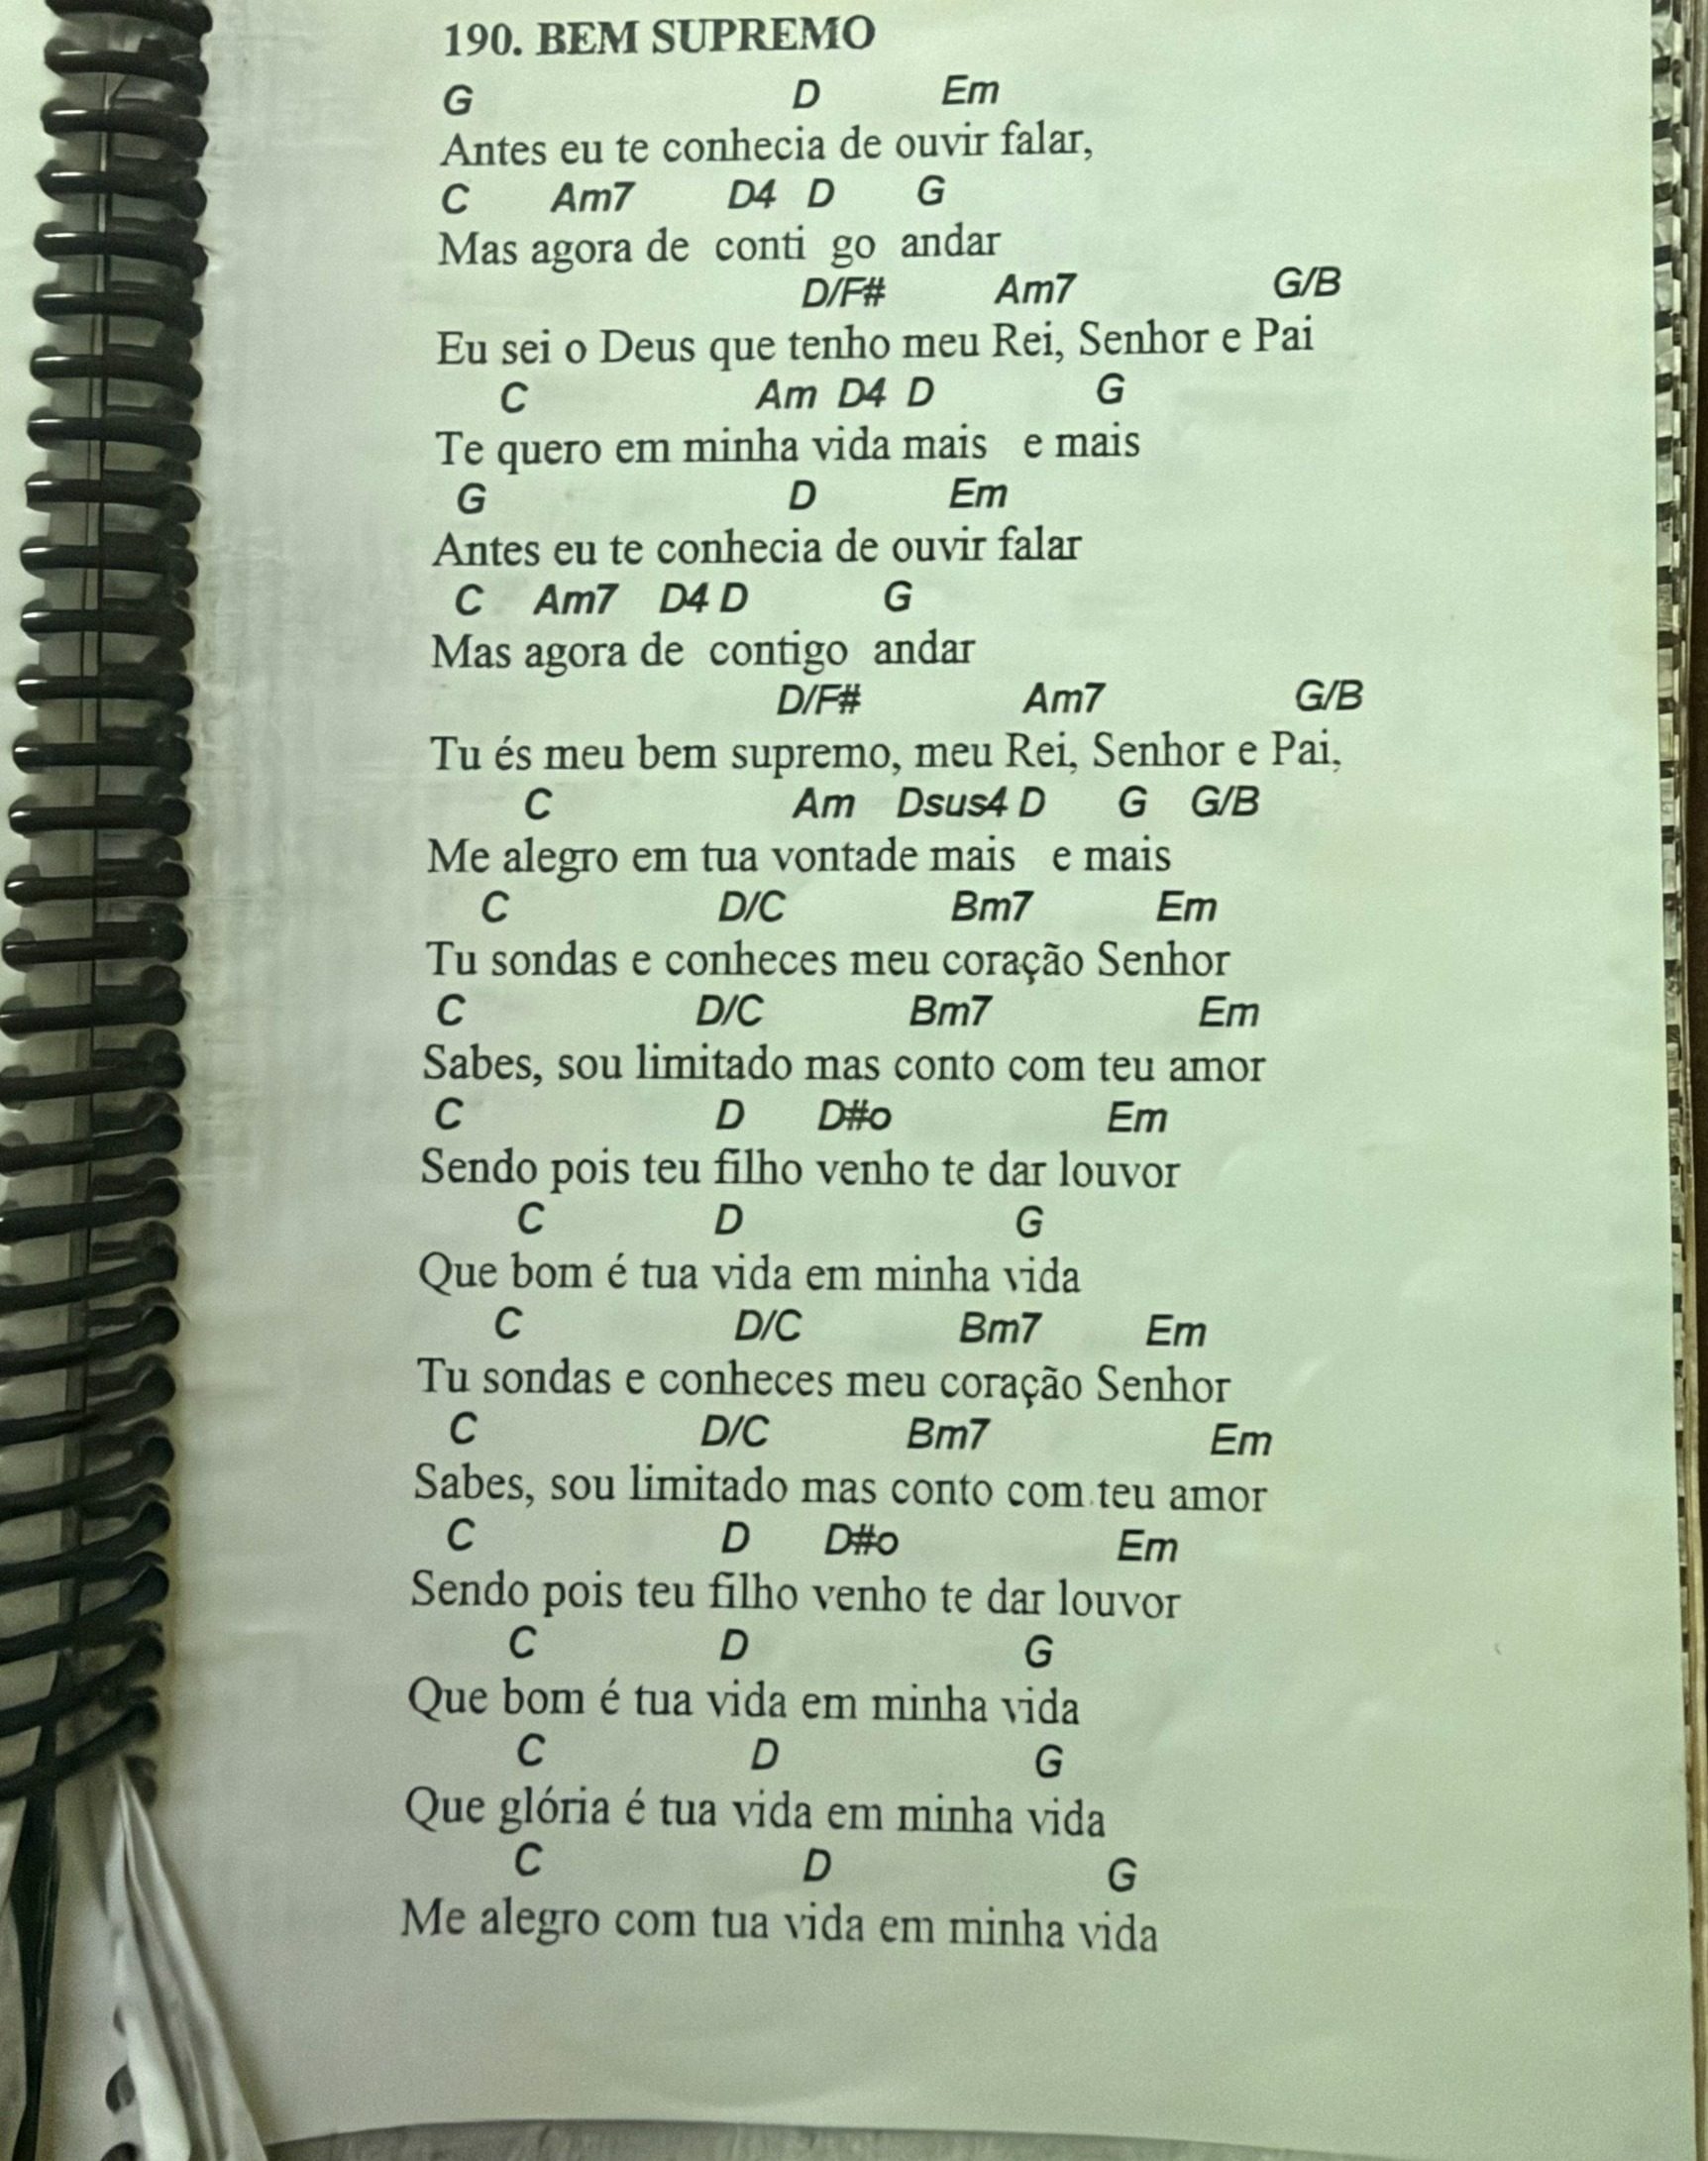 190. BEM SUPREMO
G D Em
Antes eu te conhecia de ouvir falar,
C Am7 D4 D G
Mas agora de conti go andar
D/F# Am7 G/B
Eu sei o Deus que tenho meu Rei, Senhor e Pai
C Am D4 D G
Te quero em minha vida mais e mais
G D Em
Antes eu te conhecia de ouvir falar
C Am7 D4 D G
Mas agora de contigo andar
D/F# Am7 G/B
Tu és meu bem supremo, meu Rei, Senhor e Pai,
C Am Dsus4 D G G/B
Me alegro em tua vontade mais e mais
C D/C Bm7 Em
Tu sondas e conheces meu coração Senhor
C D/C Bm7 Em
Sabes, sou limitado mas conto com teu amor
C D D#o Em
Sendo pois teu filho venho te dar louvor
C D G
Que bom é tua vida em minha vida
C D/C Bm7 Em
Tu sondas e conheces meu coração Senhor
C D/C Bm7 Em
Sabes, sou limitado mas conto com teu amor
C D D#o Em
Sendo pois teu filho venho te dar louvor
C D G
Que bom é tua vida em minha vida
C D G
Que glória é tua vida em minha vida
C D G
Me alegro com tua vida em minha vida